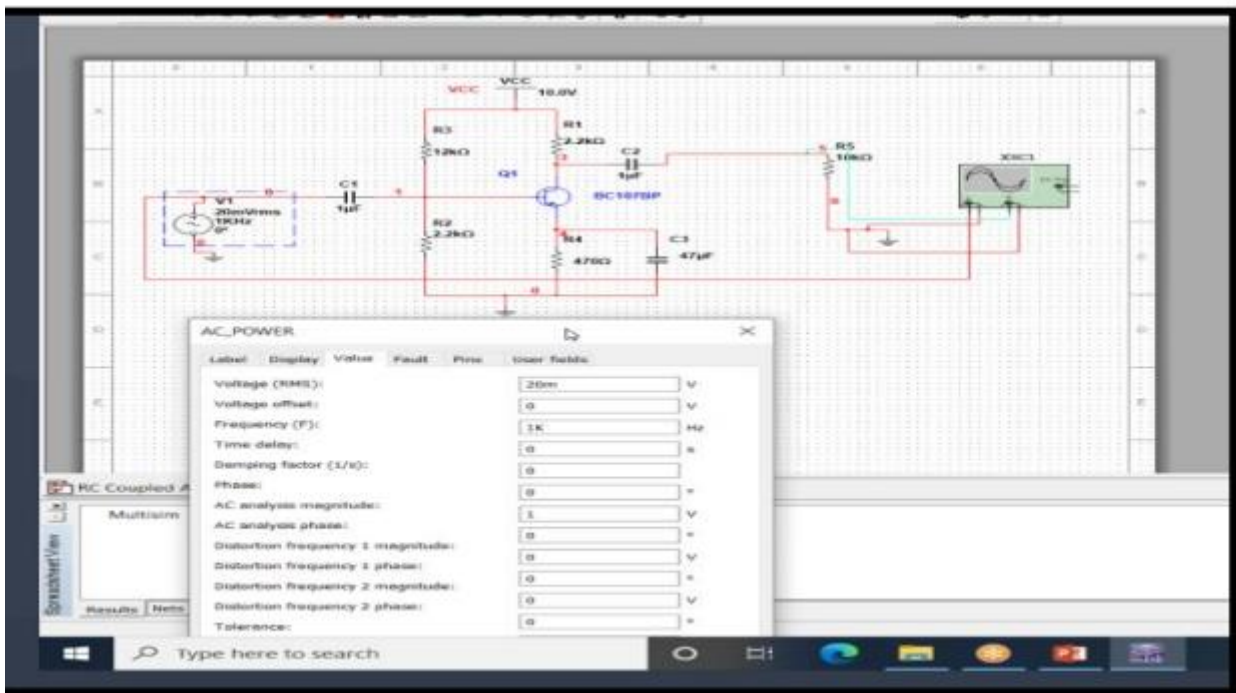 VCC
VCC
10.0V
R3
12kΩ
R1
2.2kΩ
3
C2
1µF
5
R5
10kΩ
XSC1
Q1
BC107BP
V1
20mVrms
1KHz
0°
C1
1µF
1
R2
2.2kΩ
R4
470Ω
C3
47µF
0
AC_POWER
Label Display Value Fault Pins User fields
Voltage (RMS): 20m V
Voltage offset: 0 V
Frequency (F): 1K Hz
Time delay: 0 s
Damping factor (1/s): 0
Phase: 0 °
AC analysis magnitude: 1 V
AC analysis phase: 0 °
Distortion frequency 1 magnitude: 0 V
Distortion frequency 1 phase: 0 °
Distortion frequency 2 magnitude: 0 V
Distortion frequency 2 phase: 0 °
Tolerance:
RC Coupled A
Multisim
Spreadsheet View
Results Nets
Type here to search